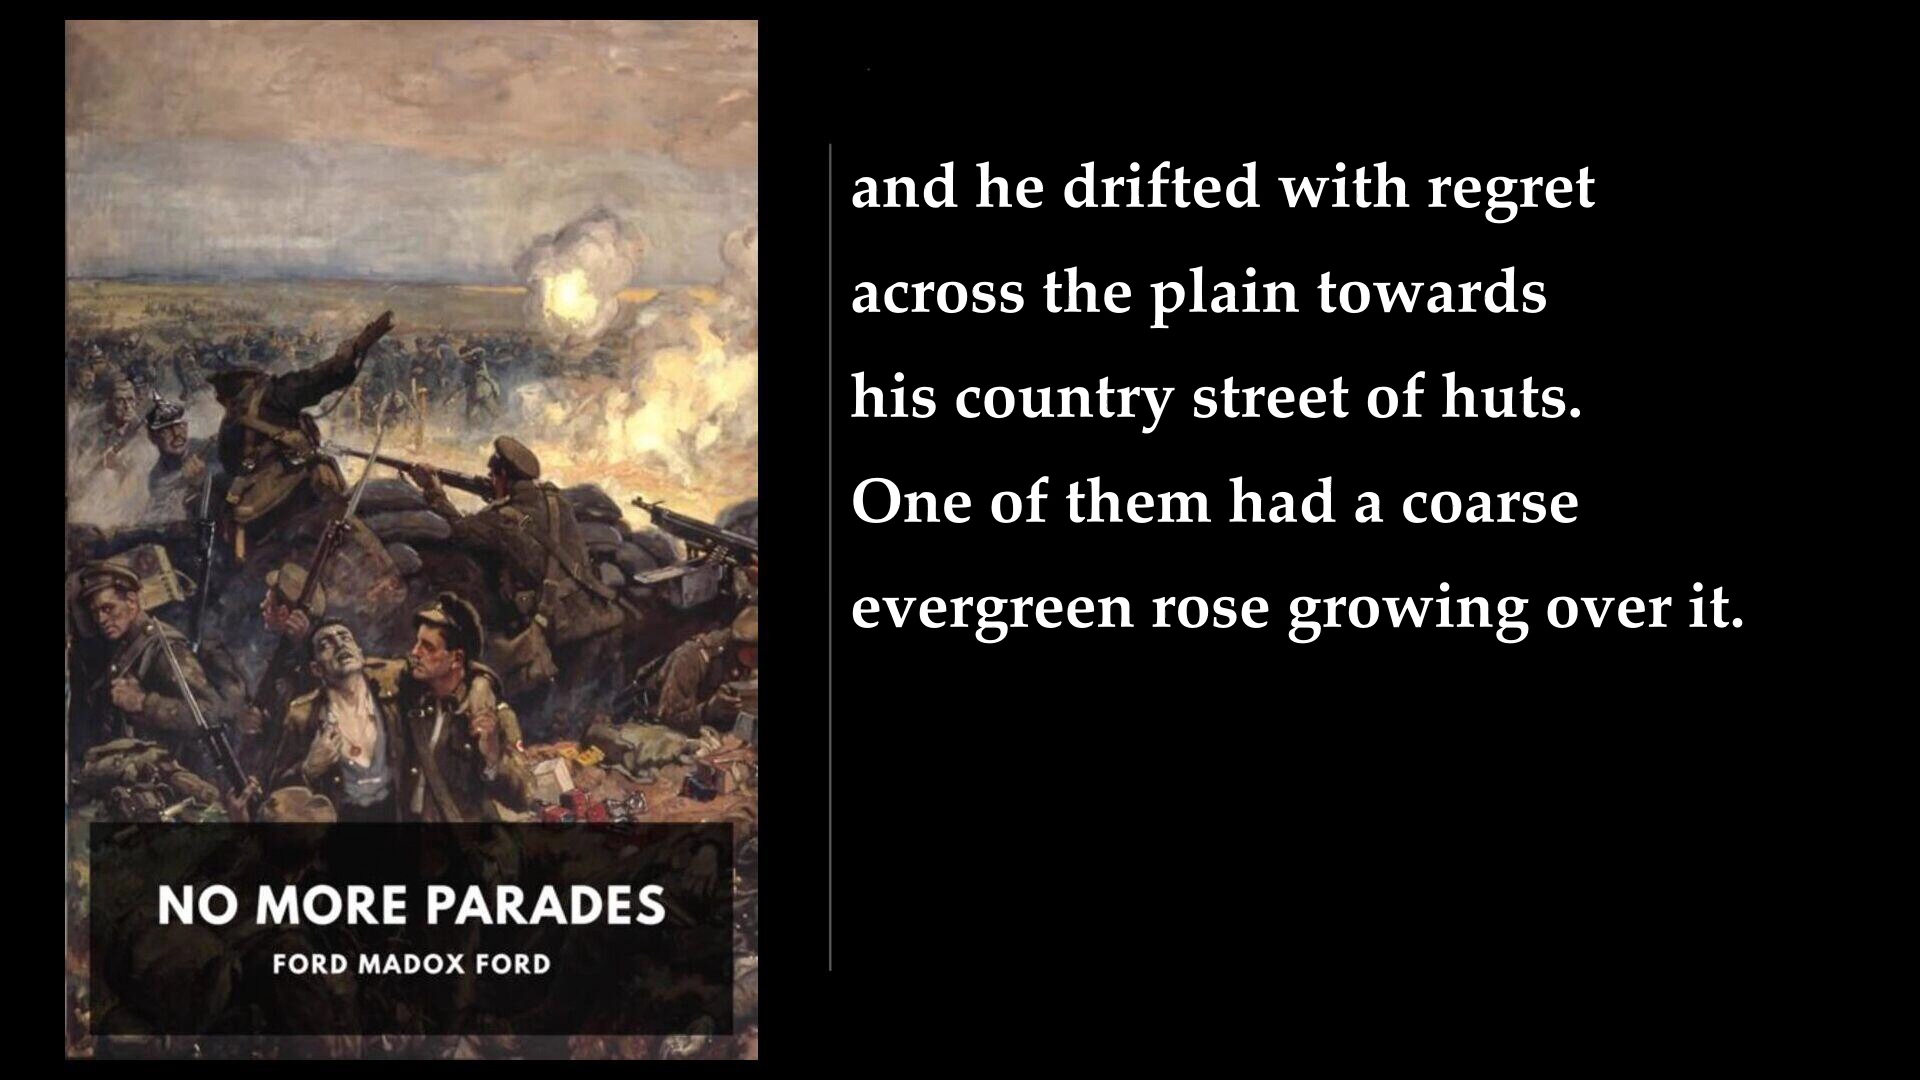 and he drifted with regret
across the plain towards
his country street of huts.
One of them had a coarse
evergreen rose growing over it.
NO MORE PARADES
FORD MADOX FORD